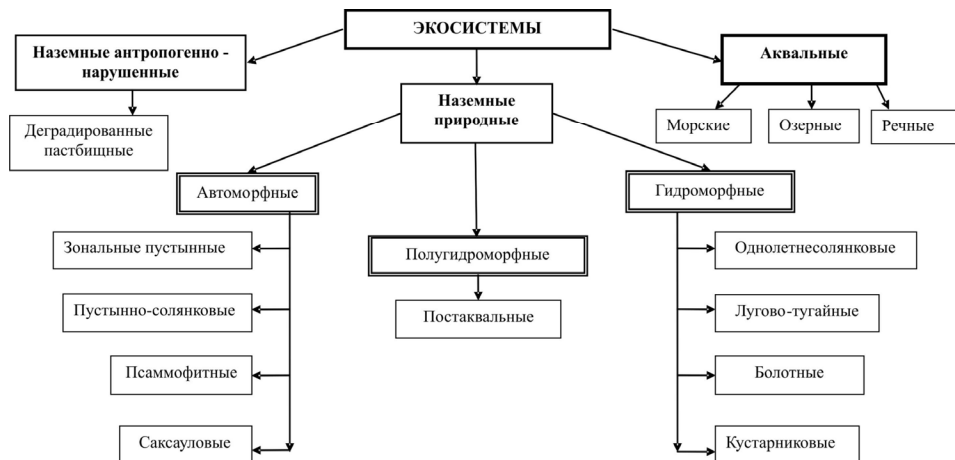 ЭКОСИСТЕМЫ
Наземные антропогенно -
нарушенные
Аквальные
Наземные
природные
Деградированные
пастбищные
Морские
Озерные
Речные
Автоморфные
Гидроморфные
Зональные пустынные
Полугидроморфные
Однолетнесолянковые
Пустынно-солянковые
Постаквальные
Лугово-тугайные
Псаммофитные
Болотные
Саксауловые
Кустарниковые